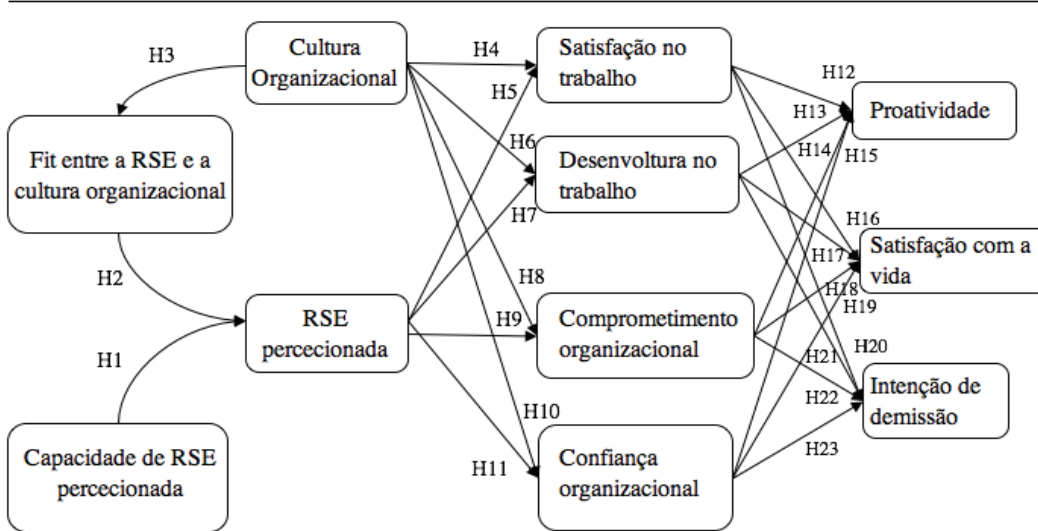 H3
Cultura
Organizacional
H4
Satisfação no
trabalho
H12
Proatividade
H5
H13
Fit entre a RSE e a
cultura organizacional
H6
Desenvoltura no
trabalho
H14
H15
H7
H16
H2
H8
H17
Satisfação com a
vida
H18
H19
RSE
percecionada
H9
Comprometimento
organizacional
H1
H20
H21
Intenção de
demissão
H22
H10
Capacidade de RSE
percecionada
H11
Confiança
organizacional
H23